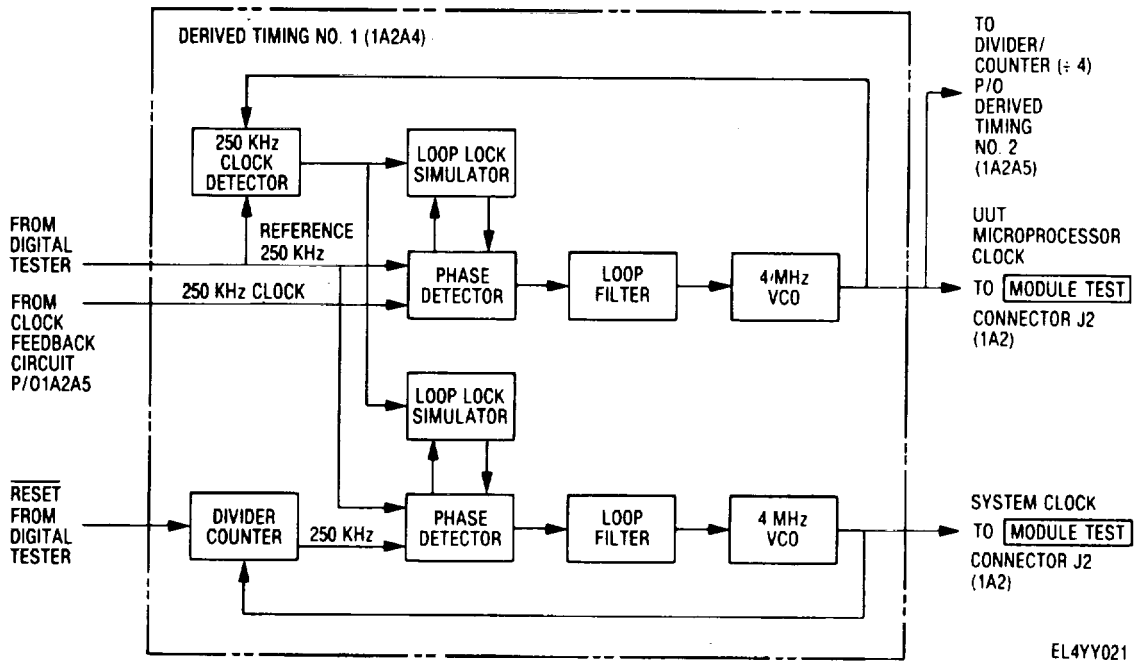 DERIVED TIMING NO. 1 (1A2A4)
TO
DIVIDER/
COUNTER (÷ 4)
P/O
DERIVED
TIMING
NO. 2
(1A2A5)
250 KHz
CLOCK
DETECTOR
LOOP LOCK
SIMULATOR
FROM
DIGITAL
TESTER
REFERENCE
250 KHz
PHASE
DETECTOR
LOOP
FILTER
4/MHz
VCO
UUT
MICROPROCESSOR
CLOCK
TO MODULE TEST
CONNECTOR J2
(1A2)
250 KHz CLOCK
FROM
CLOCK
FEEDBACK
CIRCUIT
P/O1A2A5
LOOP LOCK
SIMULATOR
RESET
FROM
DIGITAL
TESTER
DIVIDER
COUNTER
250 KHz
PHASE
DETECTOR
LOOP
FILTER
4 MHz
VCO
SYSTEM CLOCK
TO MODULE TEST
CONNECTOR J2
(1A2)
EL4YY021